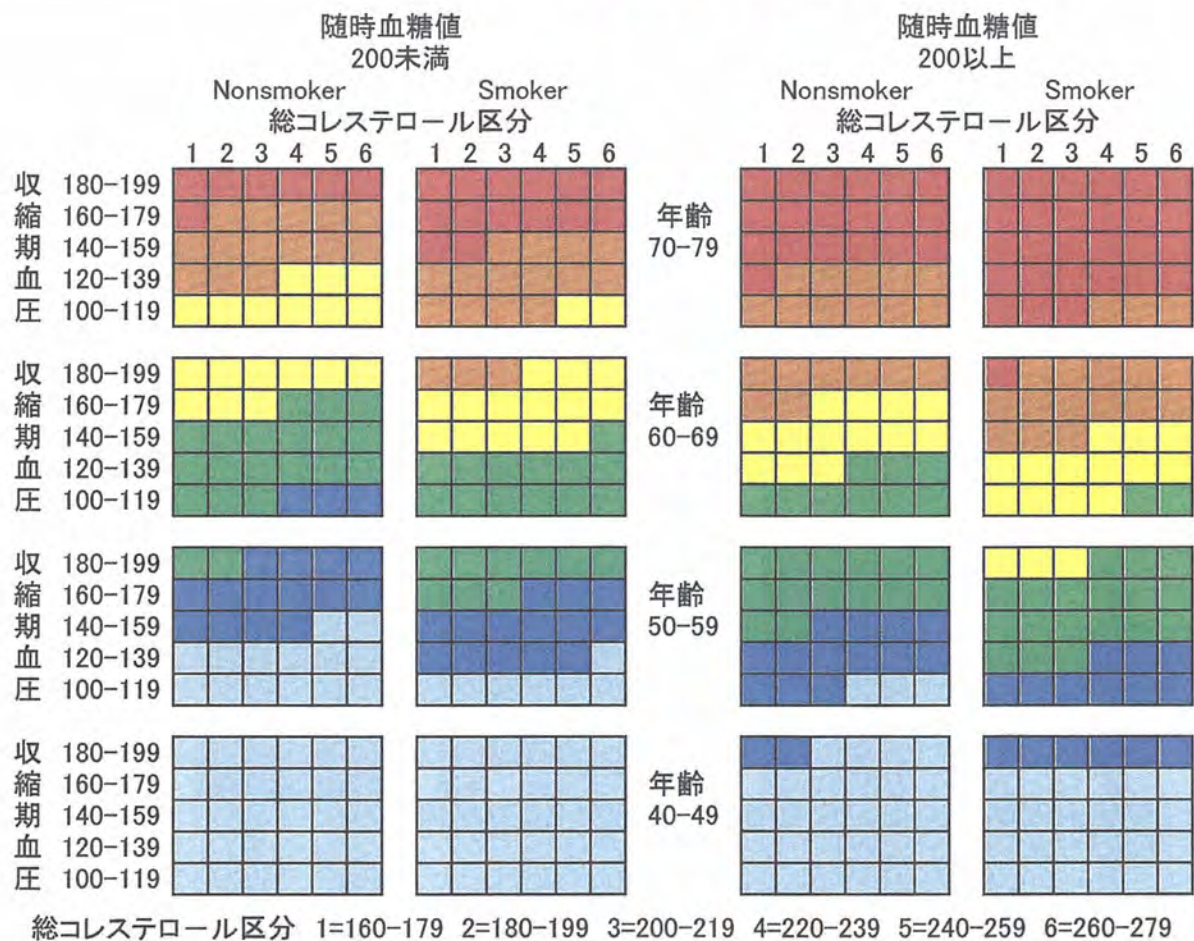 随時血糖値
200未満
随時血糖値
200以上
Nonsmoker Smoker Nonsmoker Smoker
総コレステロール区分 総コレステロール区分
1 2 3 4 5 6 1 2 3 4 5 6 1 2 3 4 5 6 1 2 3 4 5 6
収 180-199
縮 160-179 年齢
期 140-159 70-79
血 120-139
圧 100-119
収 180-199
縮 160-179 年齢
期 140-159 60-69
血 120-139
圧 100-119
収 180-199
縮 160-179 年齢
期 140-159 50-59
血 120-139
圧 100-119
収 180-199
縮 160-179 年齢
期 140-159 40-49
血 120-139
圧 100-119
総コレステロール区分 1=160-179 2=180-199 3=200-219 4=220-239 5=240-259 6=260-279